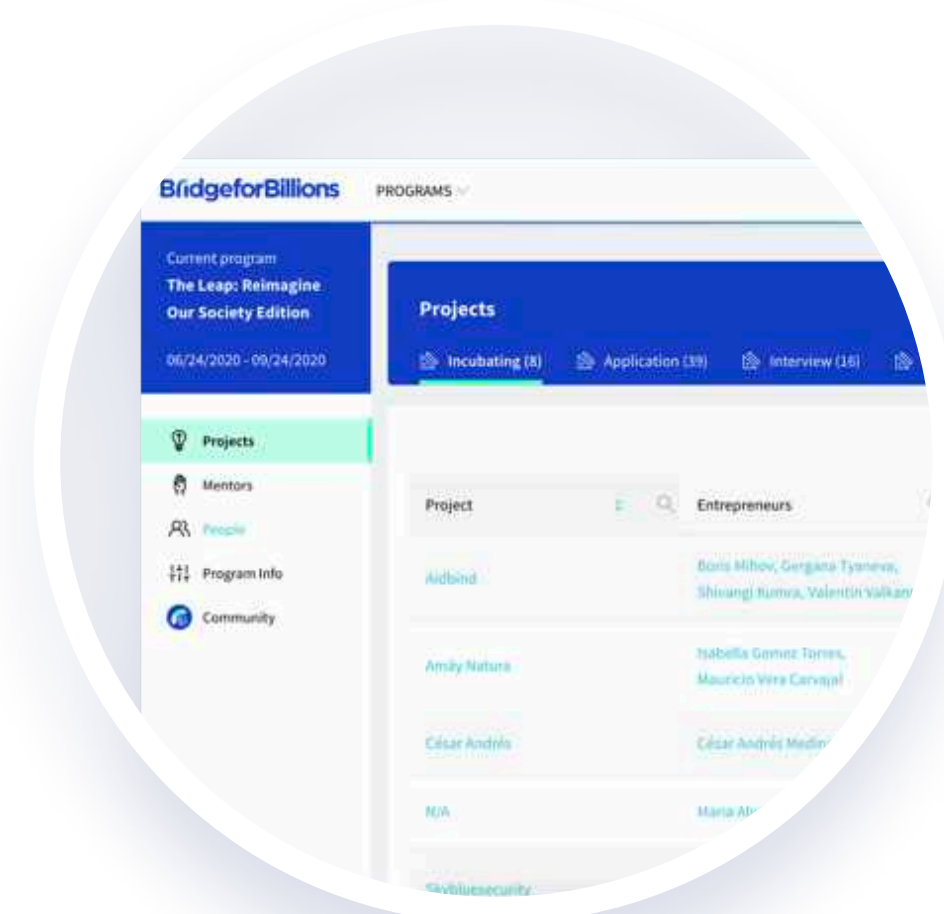 BridgeforBillions
PROGRAMS
Current program
The Leap: Reimagine
Our Society Edition
06/24/2020 - 09/24/2020
Projects
Incubating (8) Application (39) Interview (16)
Projects
Mentors
People
Program Info
Community
Project Entrepreneurs
Aidbind
Boris Mihov, Gergana Tyaneva,
Shivangi Kumra, Valentin
Amily Natura
Isabella Gomez Torres,
Mauricio Vera Carvajal
César Andrés
César Andrés
N/A
Maria
Skybluesecurity